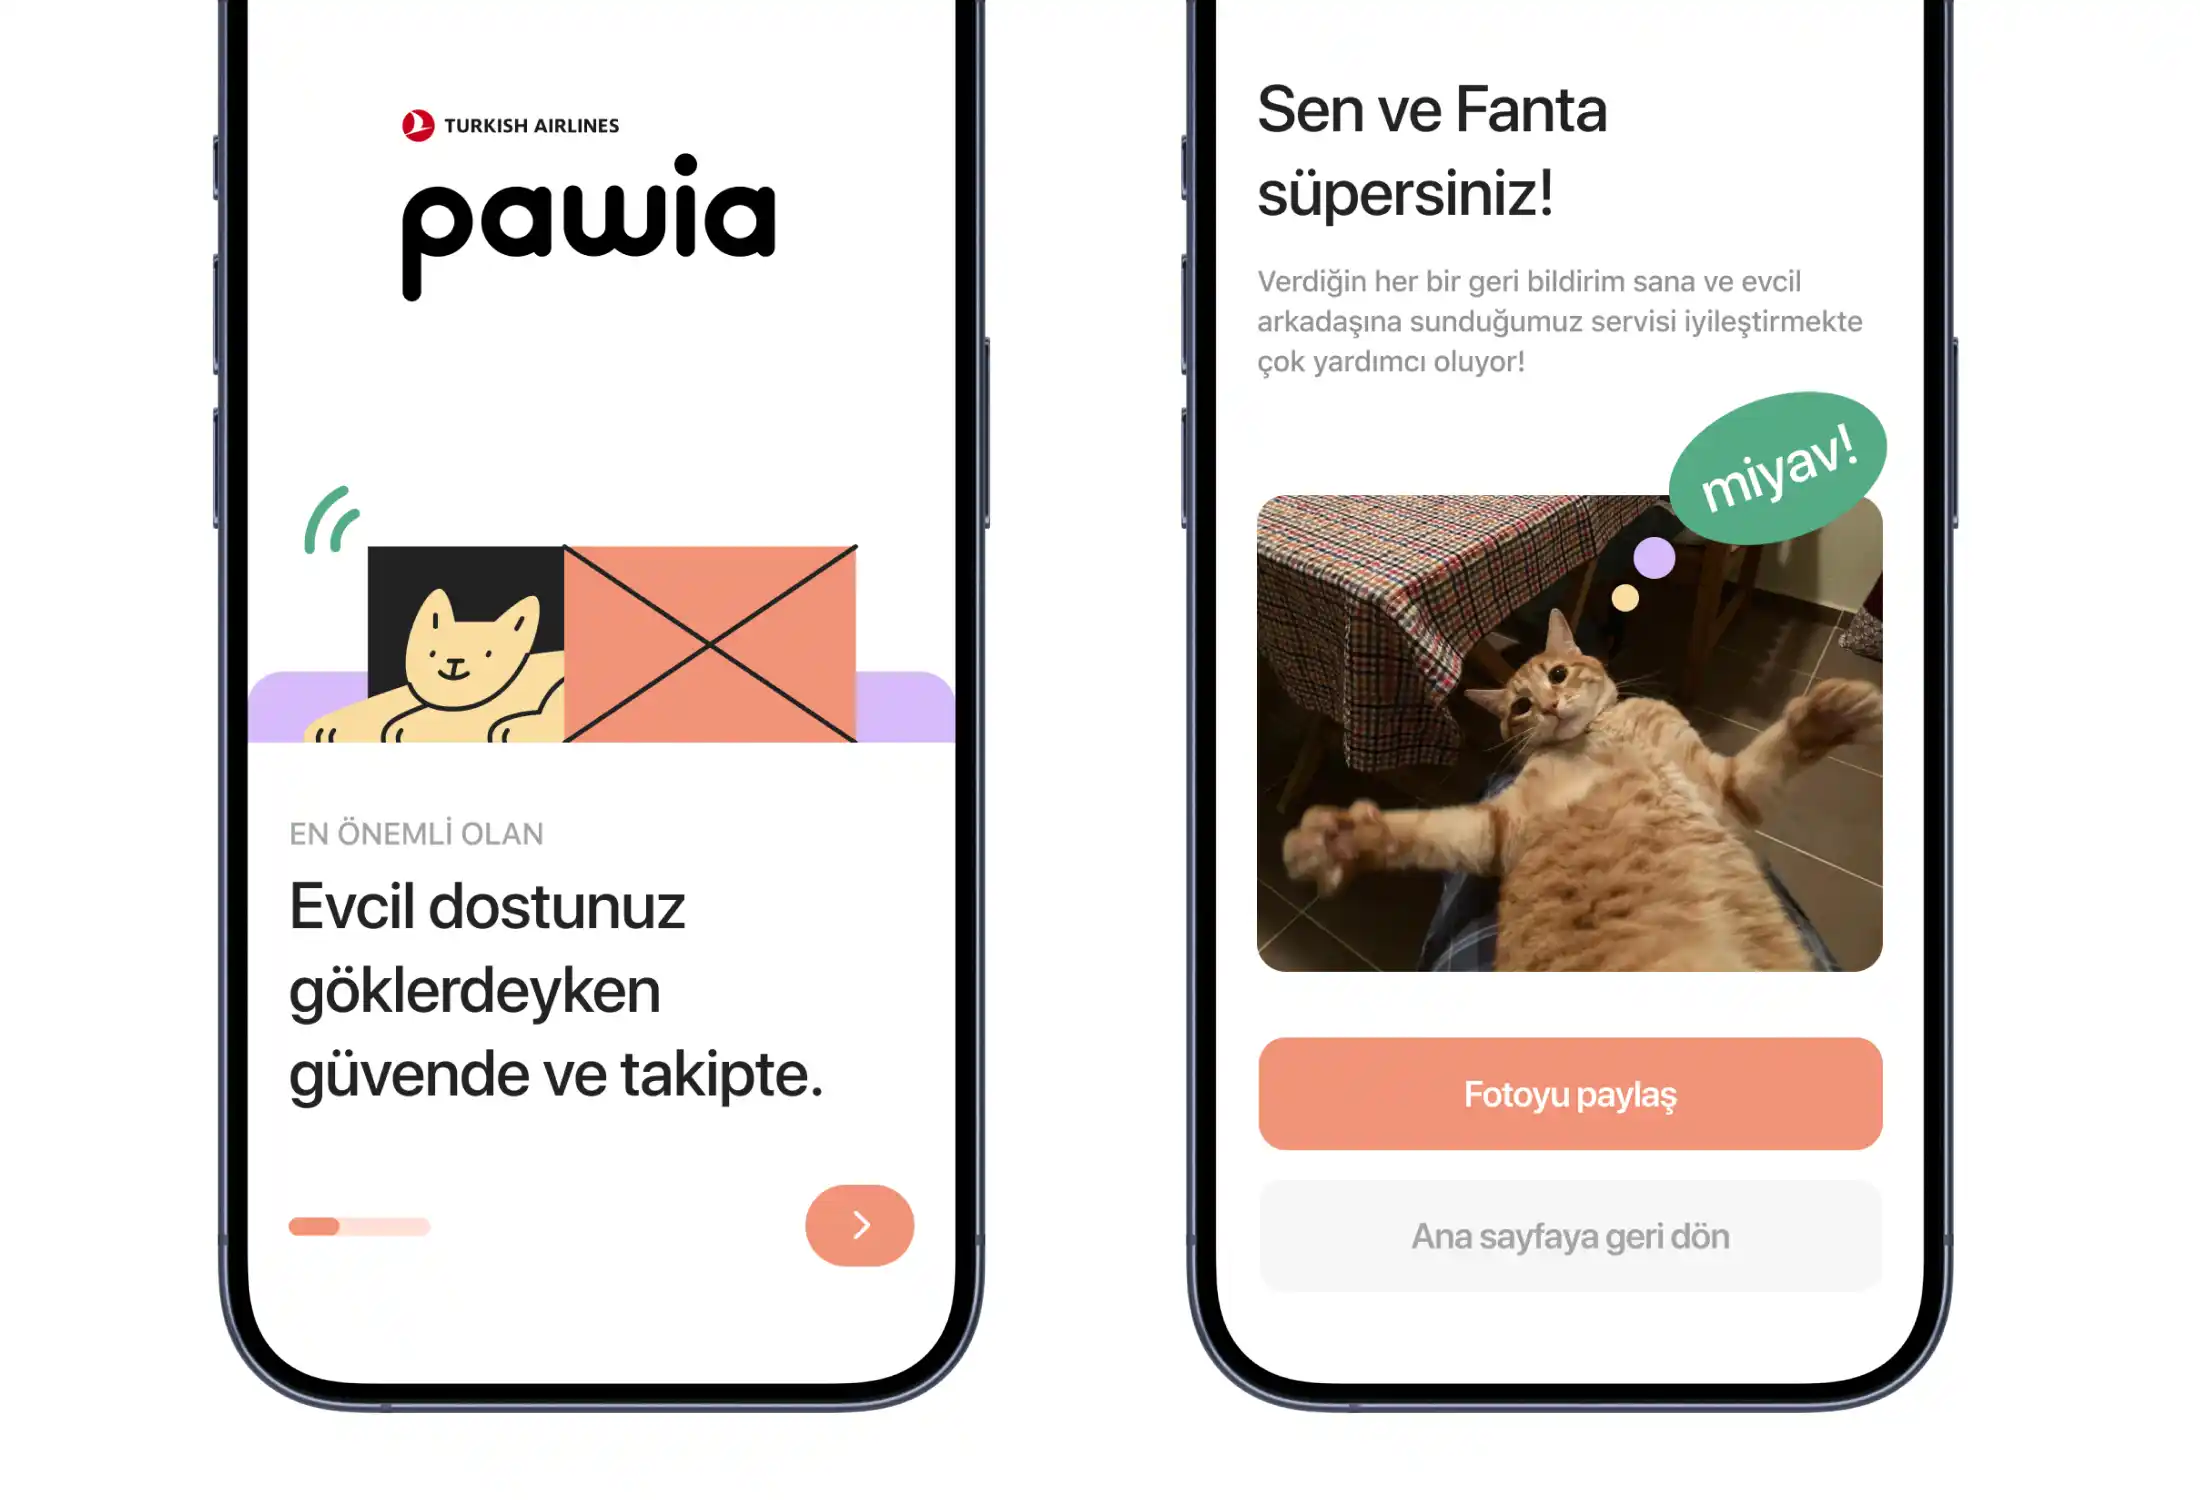 TURKISH AIRLINES
pawia
EN ÖNEMLİ OLAN
Evcil dostunuz
göklerdeyken
güvende ve takipte.
Sen ve Fanta
süpersiniz!
Verdiğin her bir geri bildirim sana ve evcil
arkadaşına sunduğumuz servisi iyileştirmekte
çok yardımcı oluyor!
miyav!
Fotoyu paylaş
Ana sayfaya geri dön